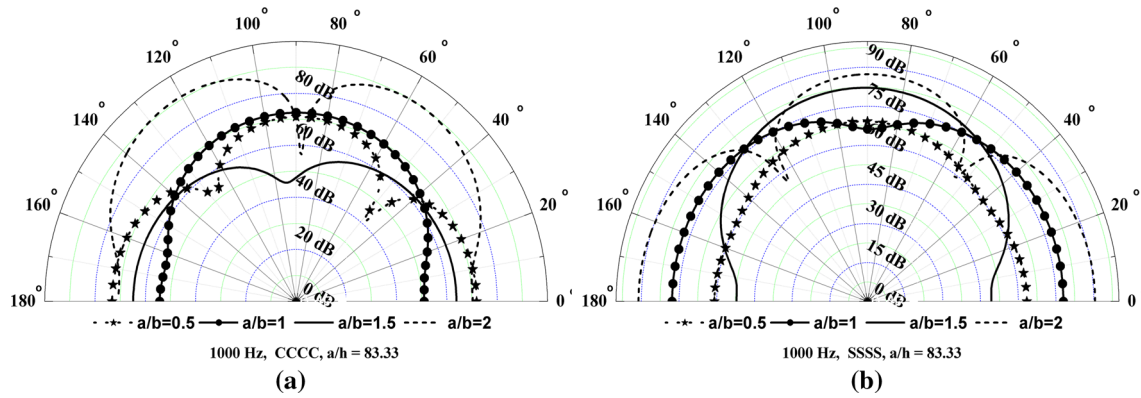 100° 80°
120° 60°
140° 40°
160° 20°
180° 0
80 dB
60 dB
40 dB
20 dB
0 dB
a/b=0.5 a/b=1 a/b=1.5 a/b=2
1000 Hz, CCCC, a/h = 83.33
(a)
100° 80°
120° 60°
140° 40°
160° 20°
180° 0
90 dB
75 dB
60 dB
45 dB
30 dB
15 dB
0 dB
a/b=0.5 a/b=1 a/b=1.5 a/b=2
1000 Hz, SSSS, a/h = 83.33
(b)